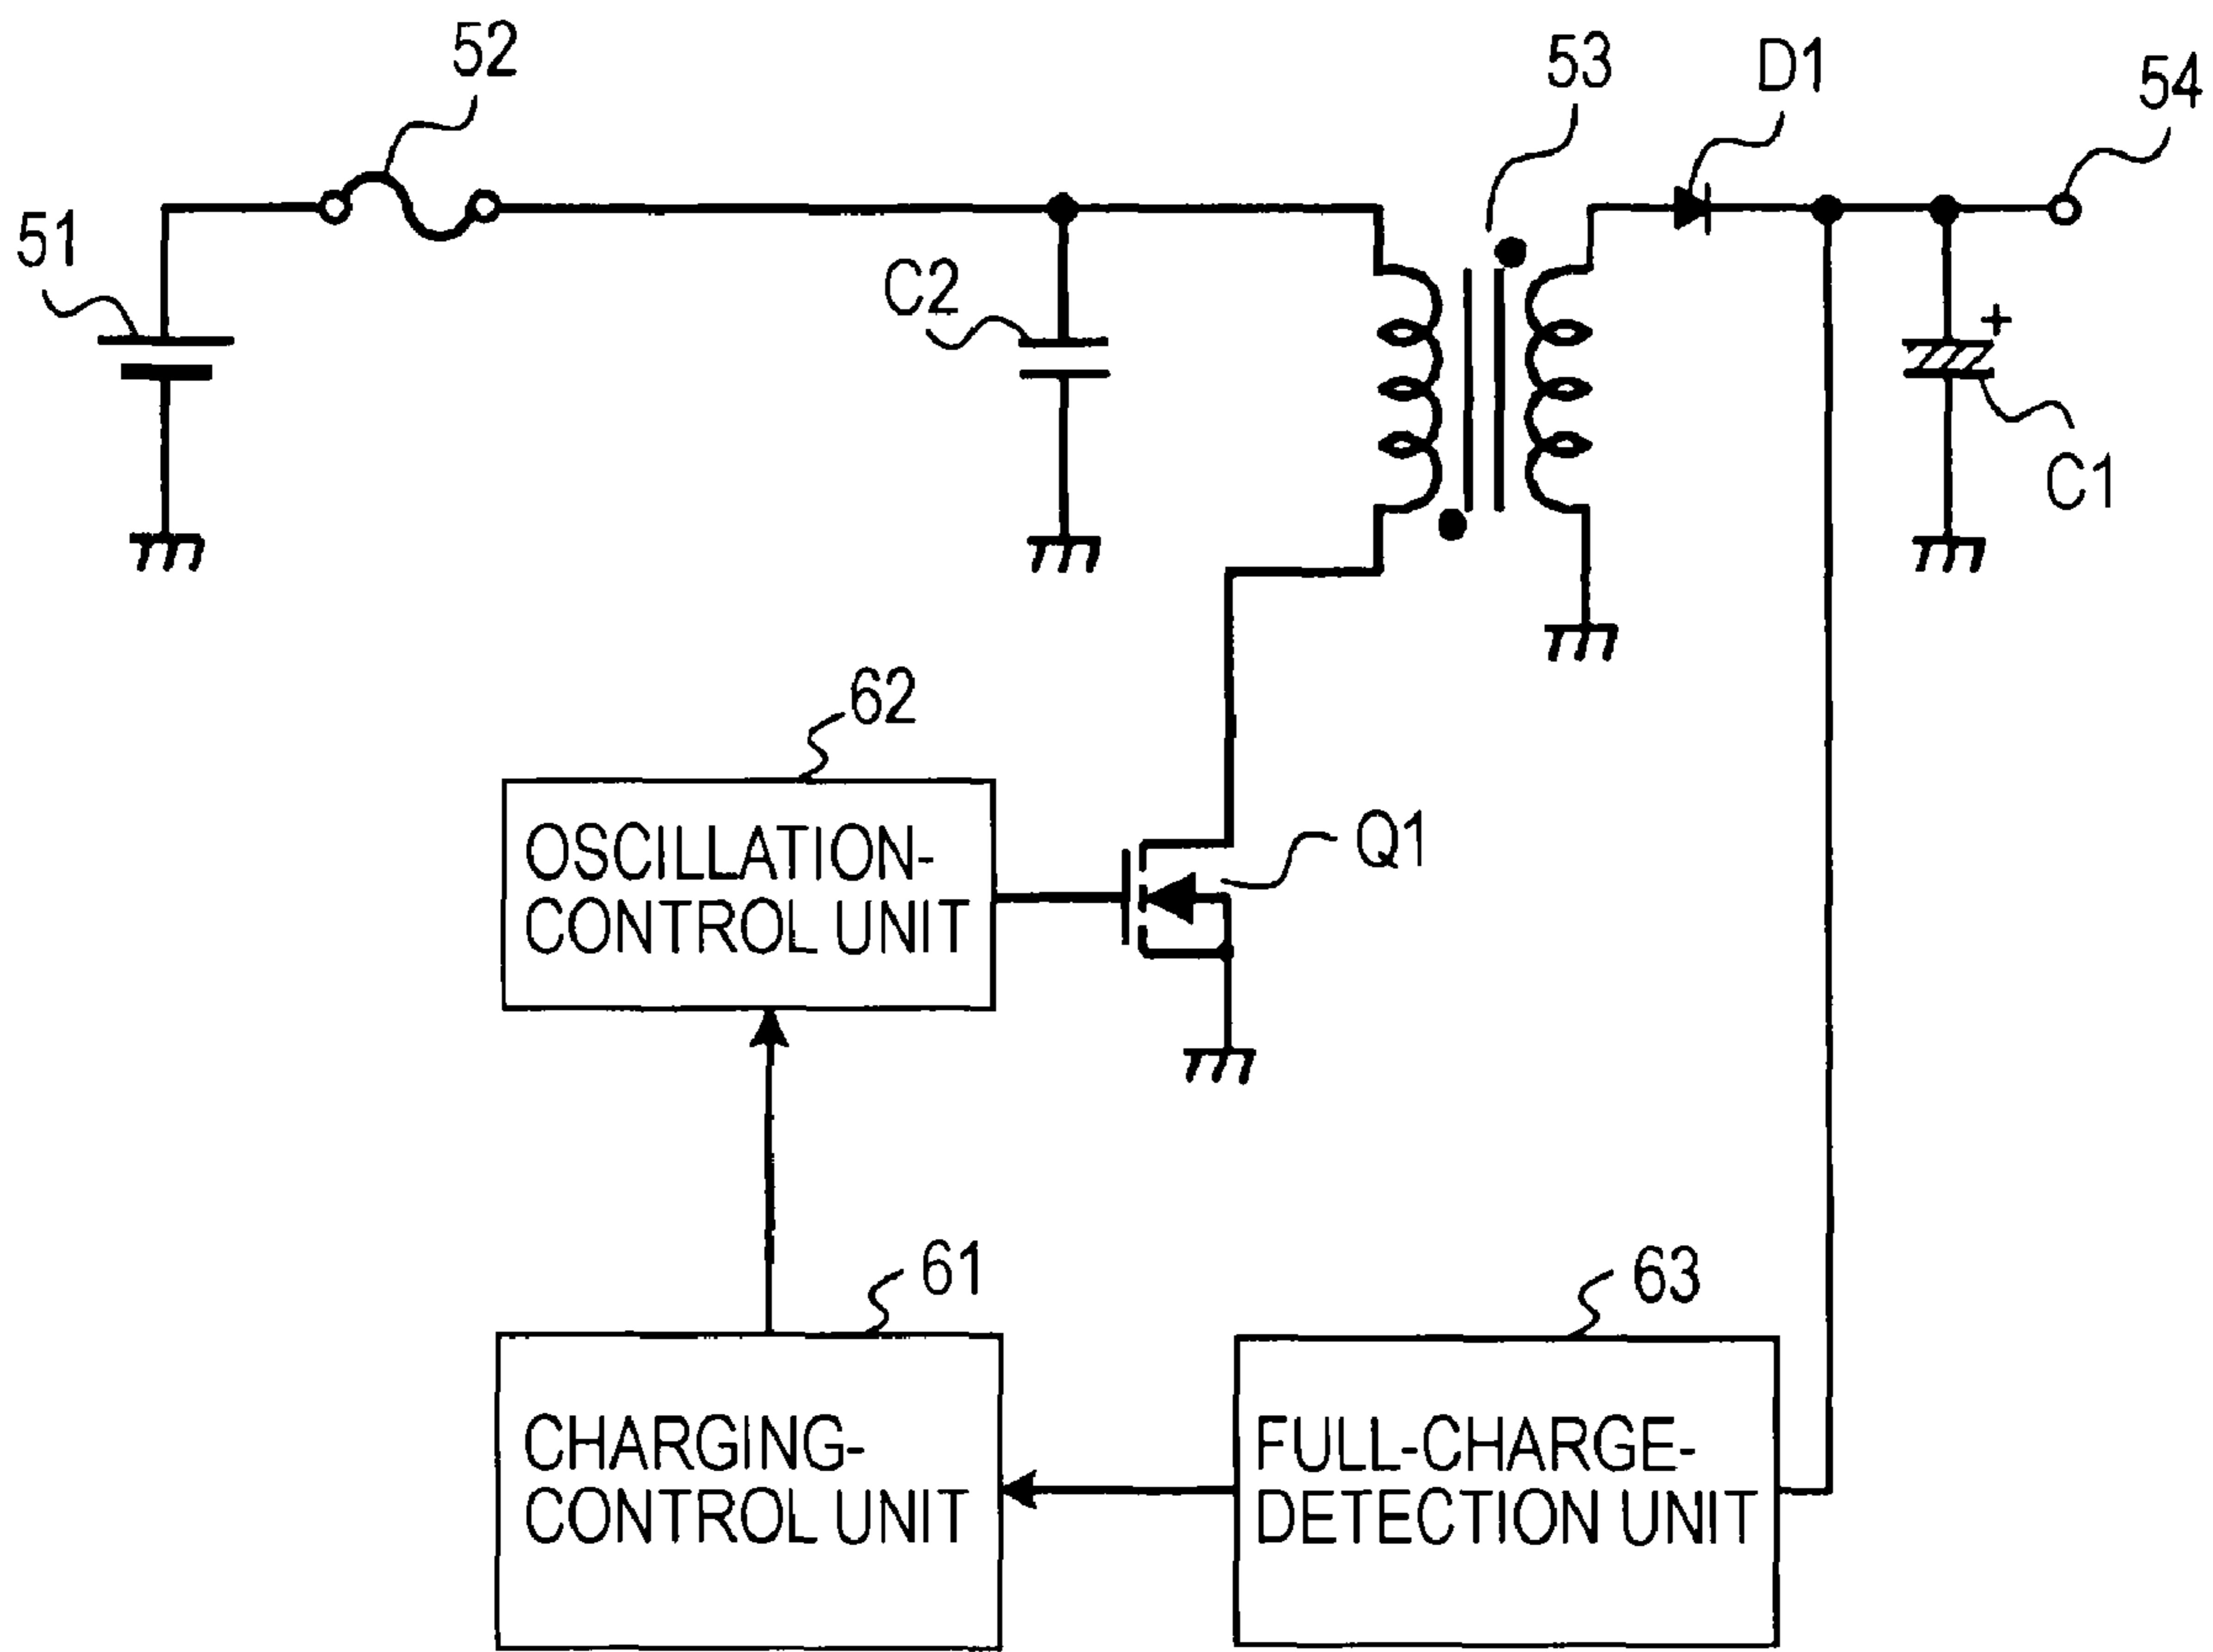 52
53
D1
54
51
C2
+
C1
62
OSCILLATION-
CONTROL UNIT
Q1
61
63
CHARGING-
CONTROL UNIT
FULL-CHARGE-
DETECTION UNIT